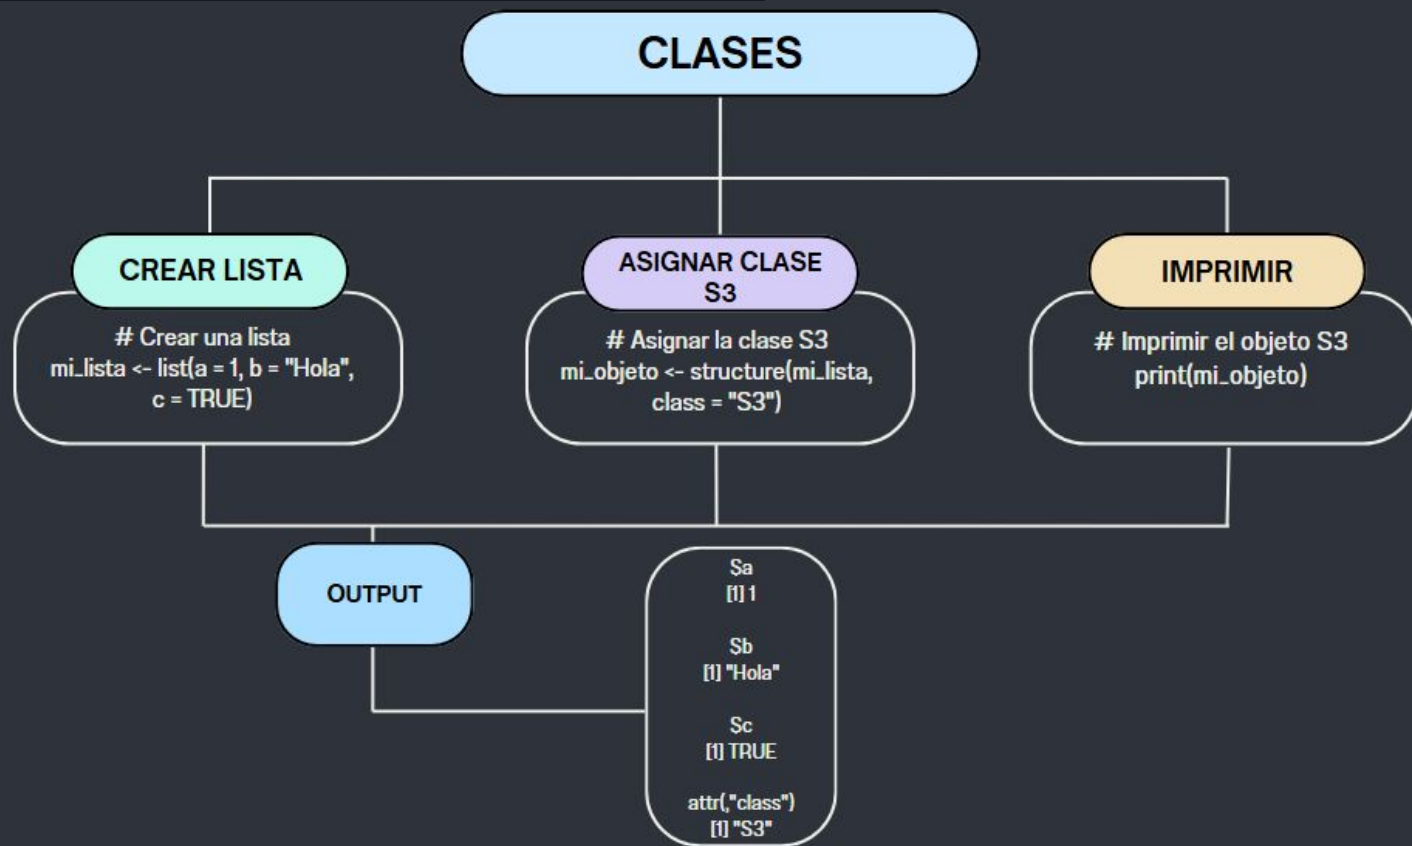 CLASES
CREAR LISTA
# Crear una lista
mi_lista <- list(a = 1, b = "Hola",
c = TRUE)
ASIGNAR CLASE
S3
# Asignar la clase S3
mi_objeto <- structure(mi_lista,
class = "S3")
IMPRIMIR
# Imprimir el objeto S3
print(mi_objeto)
OUTPUT
$a
[1] 1
$b
[1] "Hola"
$c
[1] TRUE
attr(,"class")
[1] "S3"